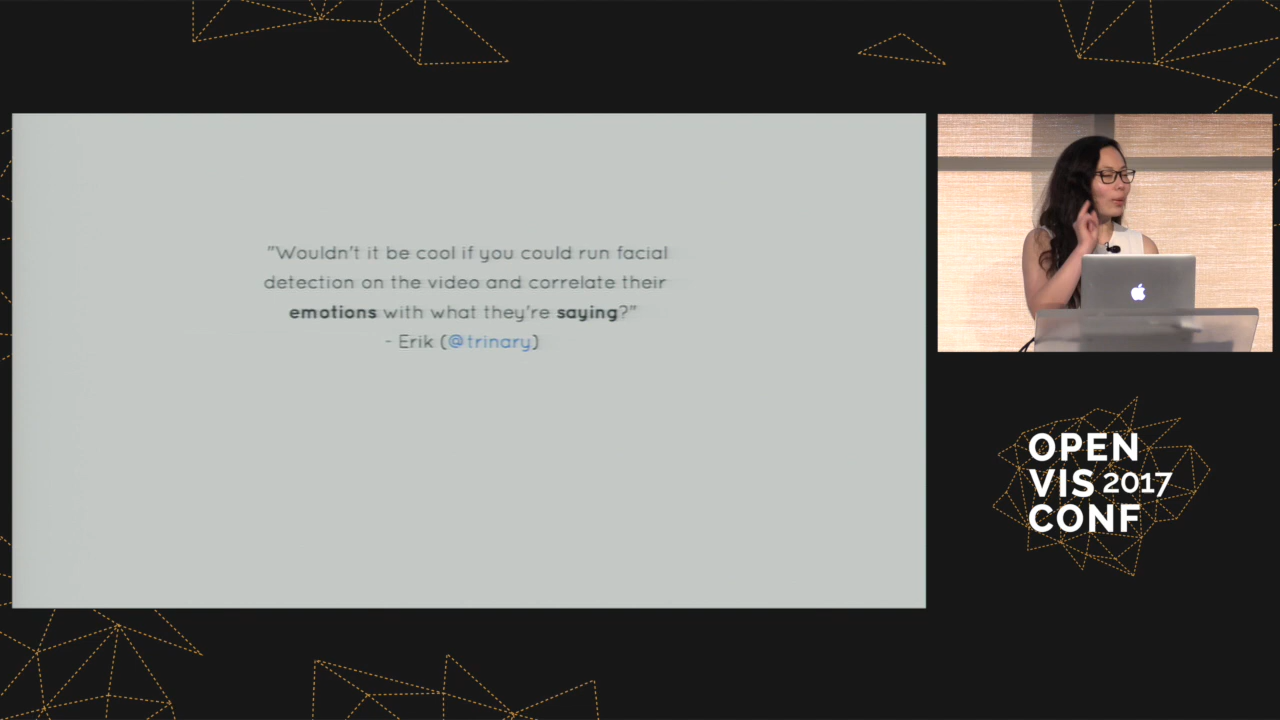 "Wouldn't it be cool if you could run facial
detection on the video and correlate their
emotions with what they're saying?"
- Erik (@trinary)
OPEN
VIS 2017
CONF